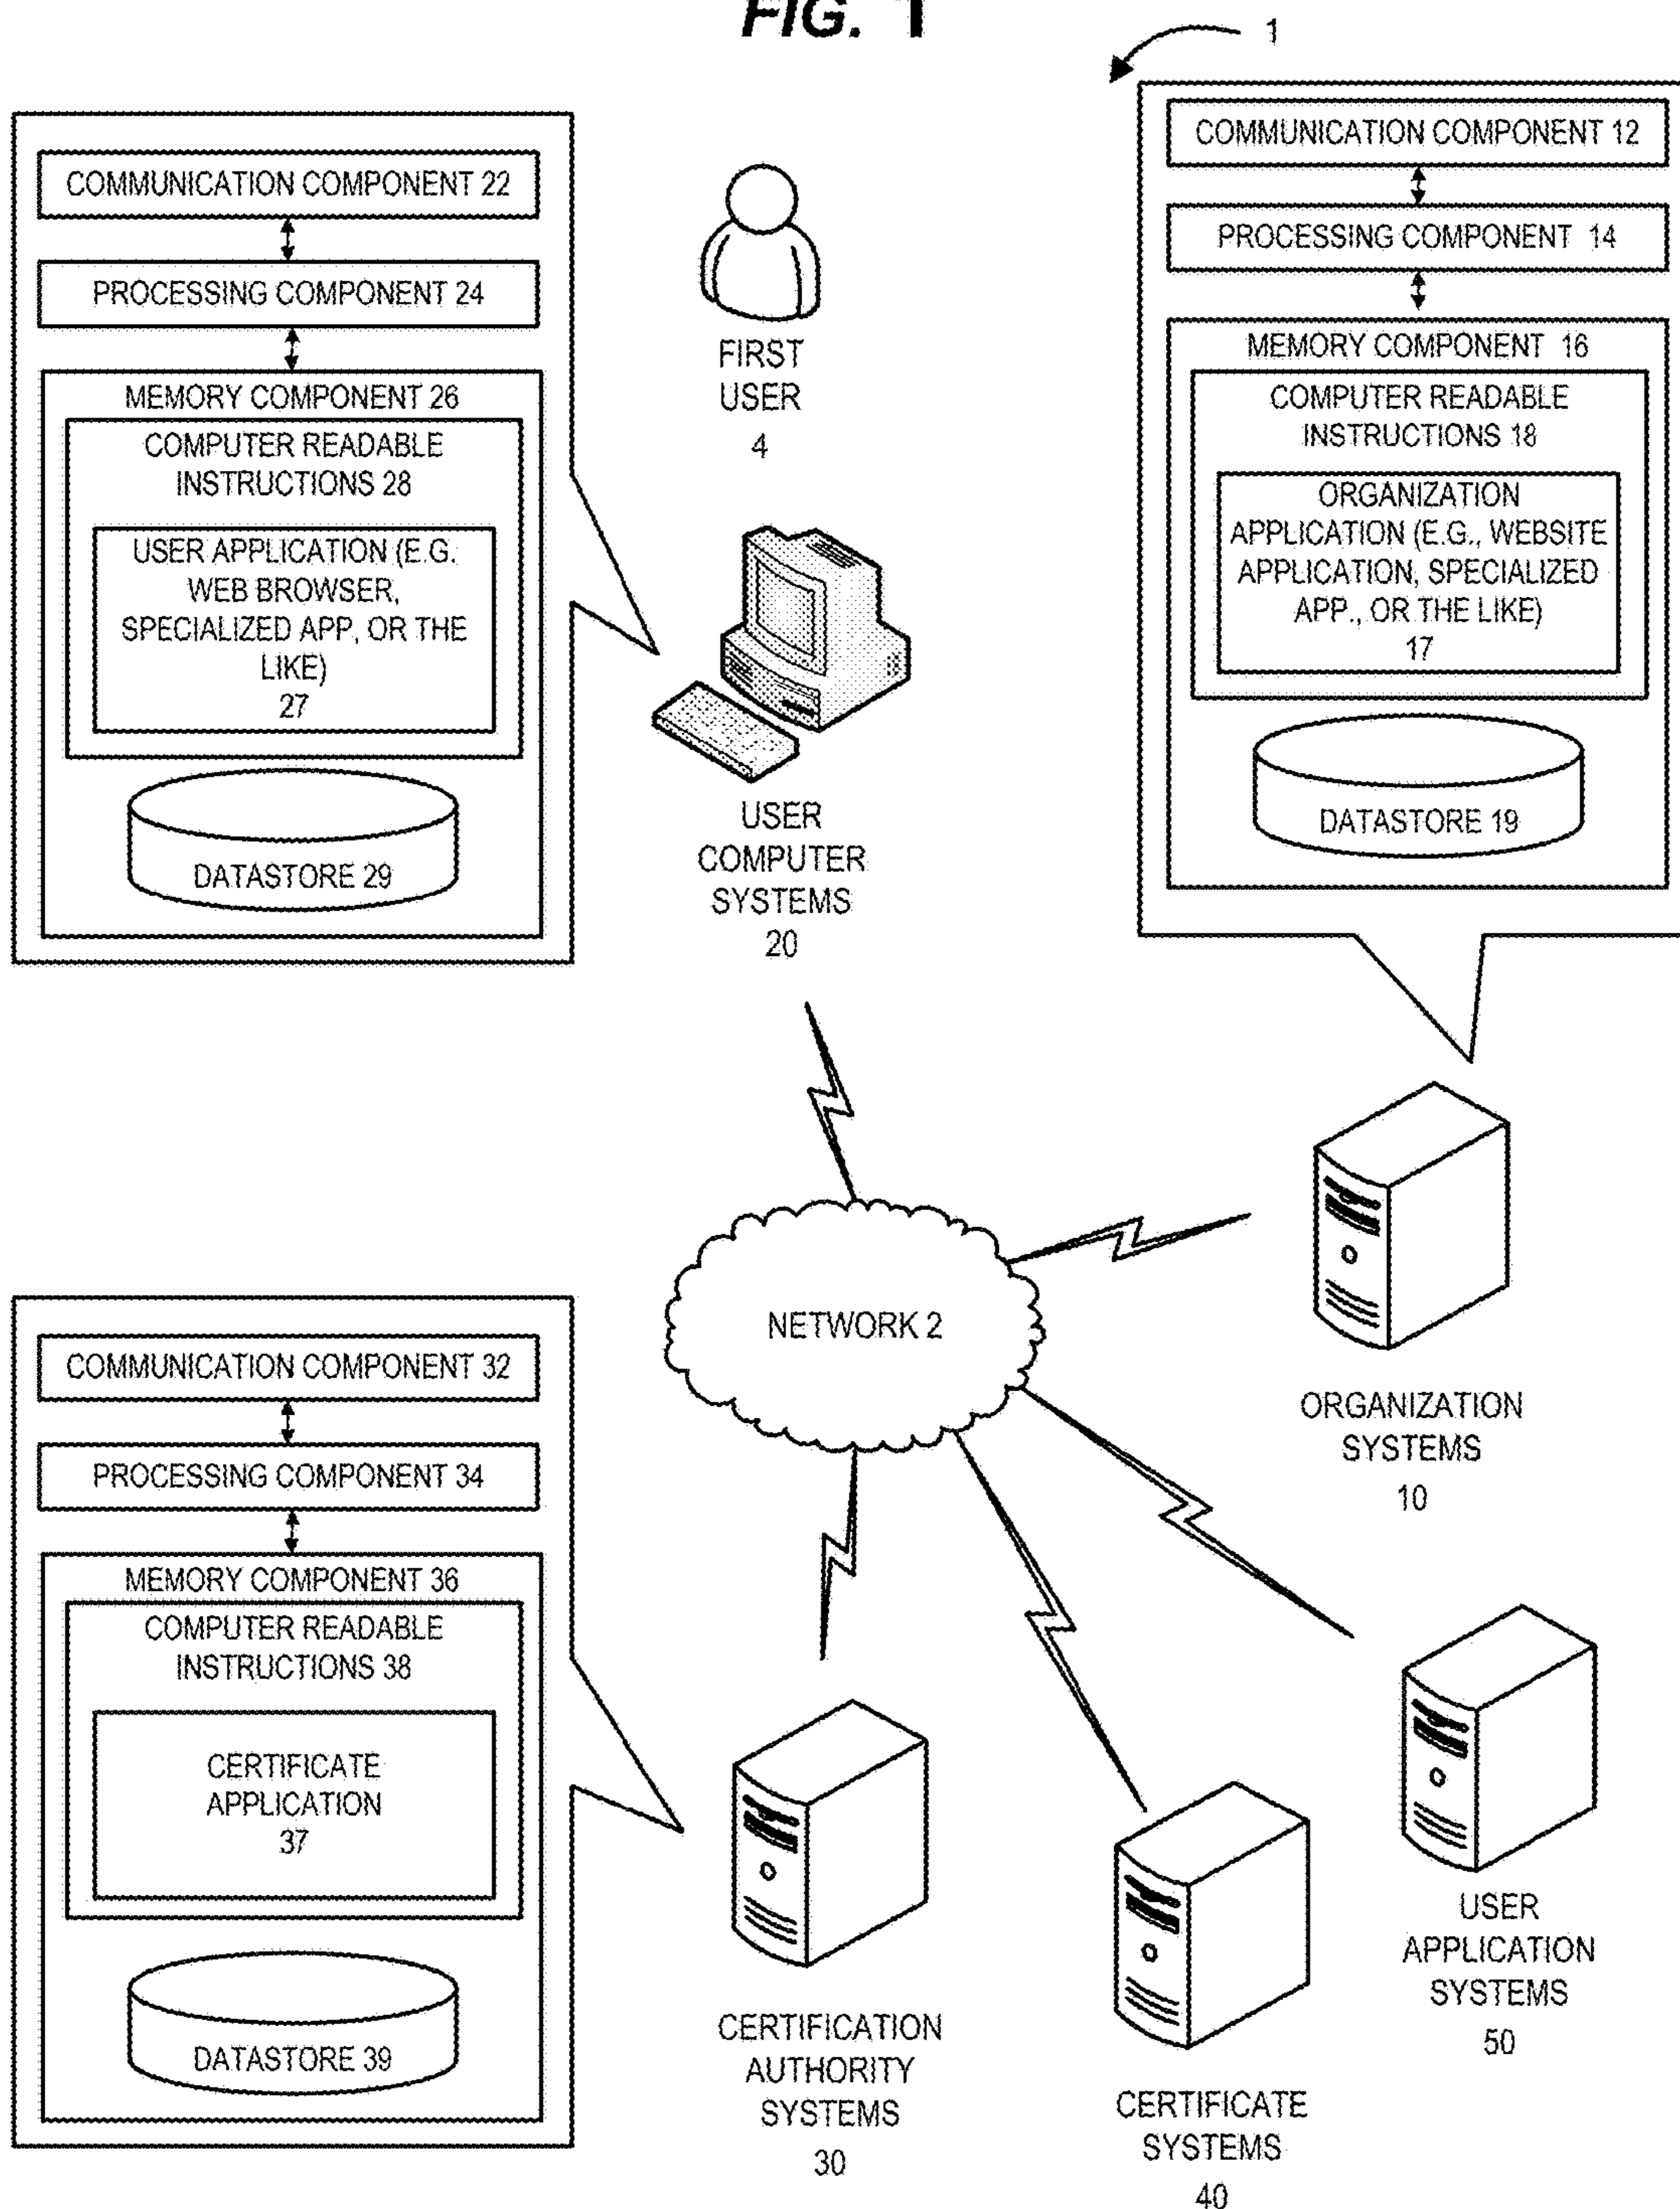 FIG. 1
1
COMMUNICATION COMPONENT 22
PROCESSING COMPONENT 24
MEMORY COMPONENT 26
COMPUTER READABLE
INSTRUCTIONS 28
USER APPLICATION (E.G.
WEB BROWSER,
SPECIALIZED APP, OR THE
LIKE)
27
DATASTORE 29
FIRST
USER
4
USER
COMPUTER
SYSTEMS
20
COMMUNICATION COMPONENT 12
PROCESSING COMPONENT 14
MEMORY COMPONENT 16
COMPUTER READABLE
INSTRUCTIONS 18
ORGANIZATION
APPLICATION (E.G., WEBSITE
APPLICATION, SPECIALIZED
APP., OR THE LIKE)
17
DATASTORE 19
NETWORK 2
ORGANIZATION
SYSTEMS
10
COMMUNICATION COMPONENT 32
PROCESSING COMPONENT 34
MEMORY COMPONENT 36
COMPUTER READABLE
INSTRUCTIONS 38
CERTIFICATE
APPLICATION
37
DATASTORE 39
CERTIFICATION
AUTHORITY
SYSTEMS
30
CERTIFICATE
SYSTEMS
40
USER
APPLICATION
SYSTEMS
50